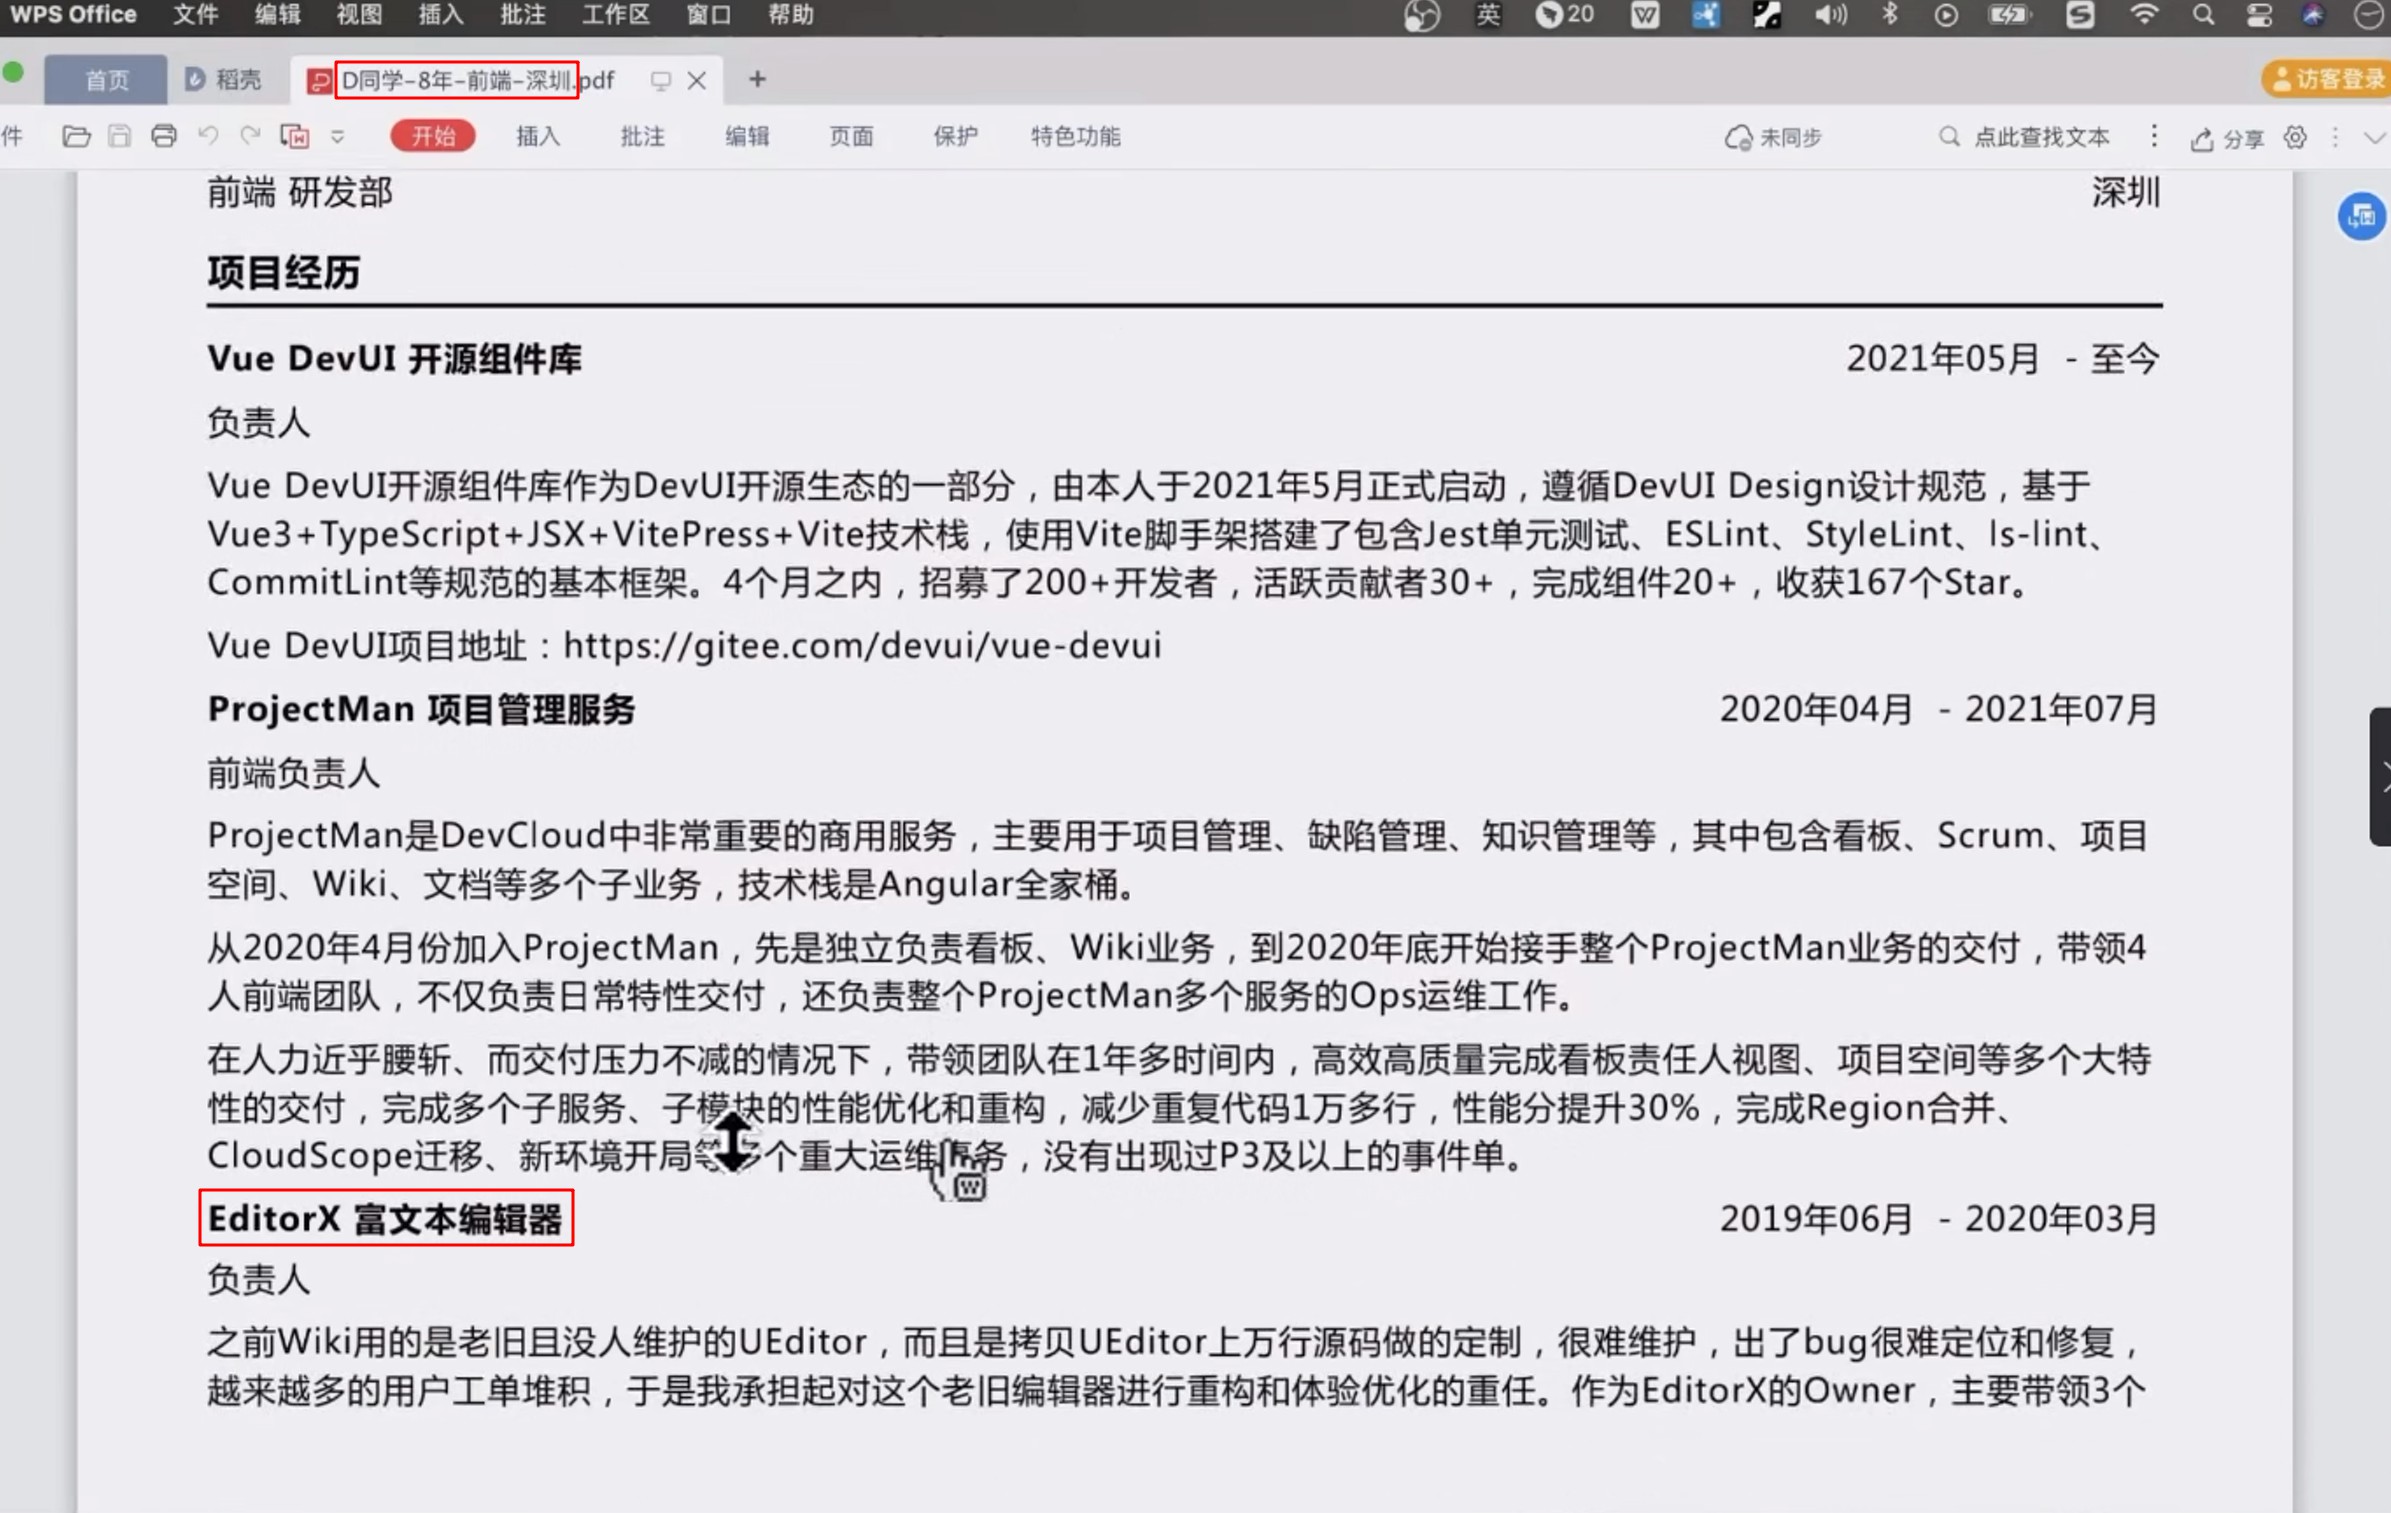 WPS Office 文件 编辑 视图 插入 批注 工作区 窗口 帮助 英 20
首页 稻壳 D同学-8年-前端-深圳.pdf 访客登录
件 开始 插入 批注 编辑 页面 保护 特色功能 未同步 点此查找文本 分享
前端 研发部 深圳
项目经历
Vue DevUI 开源组件库 2021年05月 - 至今
负责人
Vue DevUI开源组件库作为DevUI开源生态的一部分，由本人于2021年5月正式启动，遵循DevUI Design设计规范，基于
Vue3+TypeScript+JSX+VitePress+Vite技术栈，使用Vite脚手架搭建了包含Jest单元测试、ESLint、StyleLint、ls-lint、
CommitLint等规范的基本框架。4个月之内，招募了200+开发者，活跃贡献者30+，完成组件20+，收获167个Star。
Vue DevUI项目地址：https://gitee.com/devui/vue-devui
ProjectMan 项目管理服务 2020年04月 - 2021年07月
前端负责人
ProjectMan是DevCloud中非常重要的商用服务，主要用于项目管理、缺陷管理、知识管理等，其中包含看板、Scrum、项目
空间、Wiki、文档等多个子业务，技术栈是Angular全家桶。
从2020年4月份加入ProjectMan，先是独立负责看板、Wiki业务，到2020年底开始接手整个ProjectMan业务的交付，带领4
人前端团队，不仅负责日常特性交付，还负责整个ProjectMan多个服务的Ops运维工作。
在人力近乎腰斩、而交付压力不减的情况下，带领团队在1年多时间内，高效高质量完成看板责任人视图、项目空间等多个大特
性的交付，完成多个子服务、子模块的性能优化和重构，减少重复代码1万多行，性能分提升30%，完成Region合并、
CloudScope迁移、新环境开局等多个重大运维务，没有出现过P3及以上的事件单。
EditorX 富文本编辑器 2019年06月 - 2020年03月
负责人
之前Wiki用的是老旧且没人维护的UEditor，而且是拷贝UEditor上万行源码做的定制，很难维护，出了bug很难定位和修复，
越来越多的用户工单堆积，于是我承担起对这个老旧编辑器进行重构和体验优化的重任。作为EditorX的Owner，主要带领3个